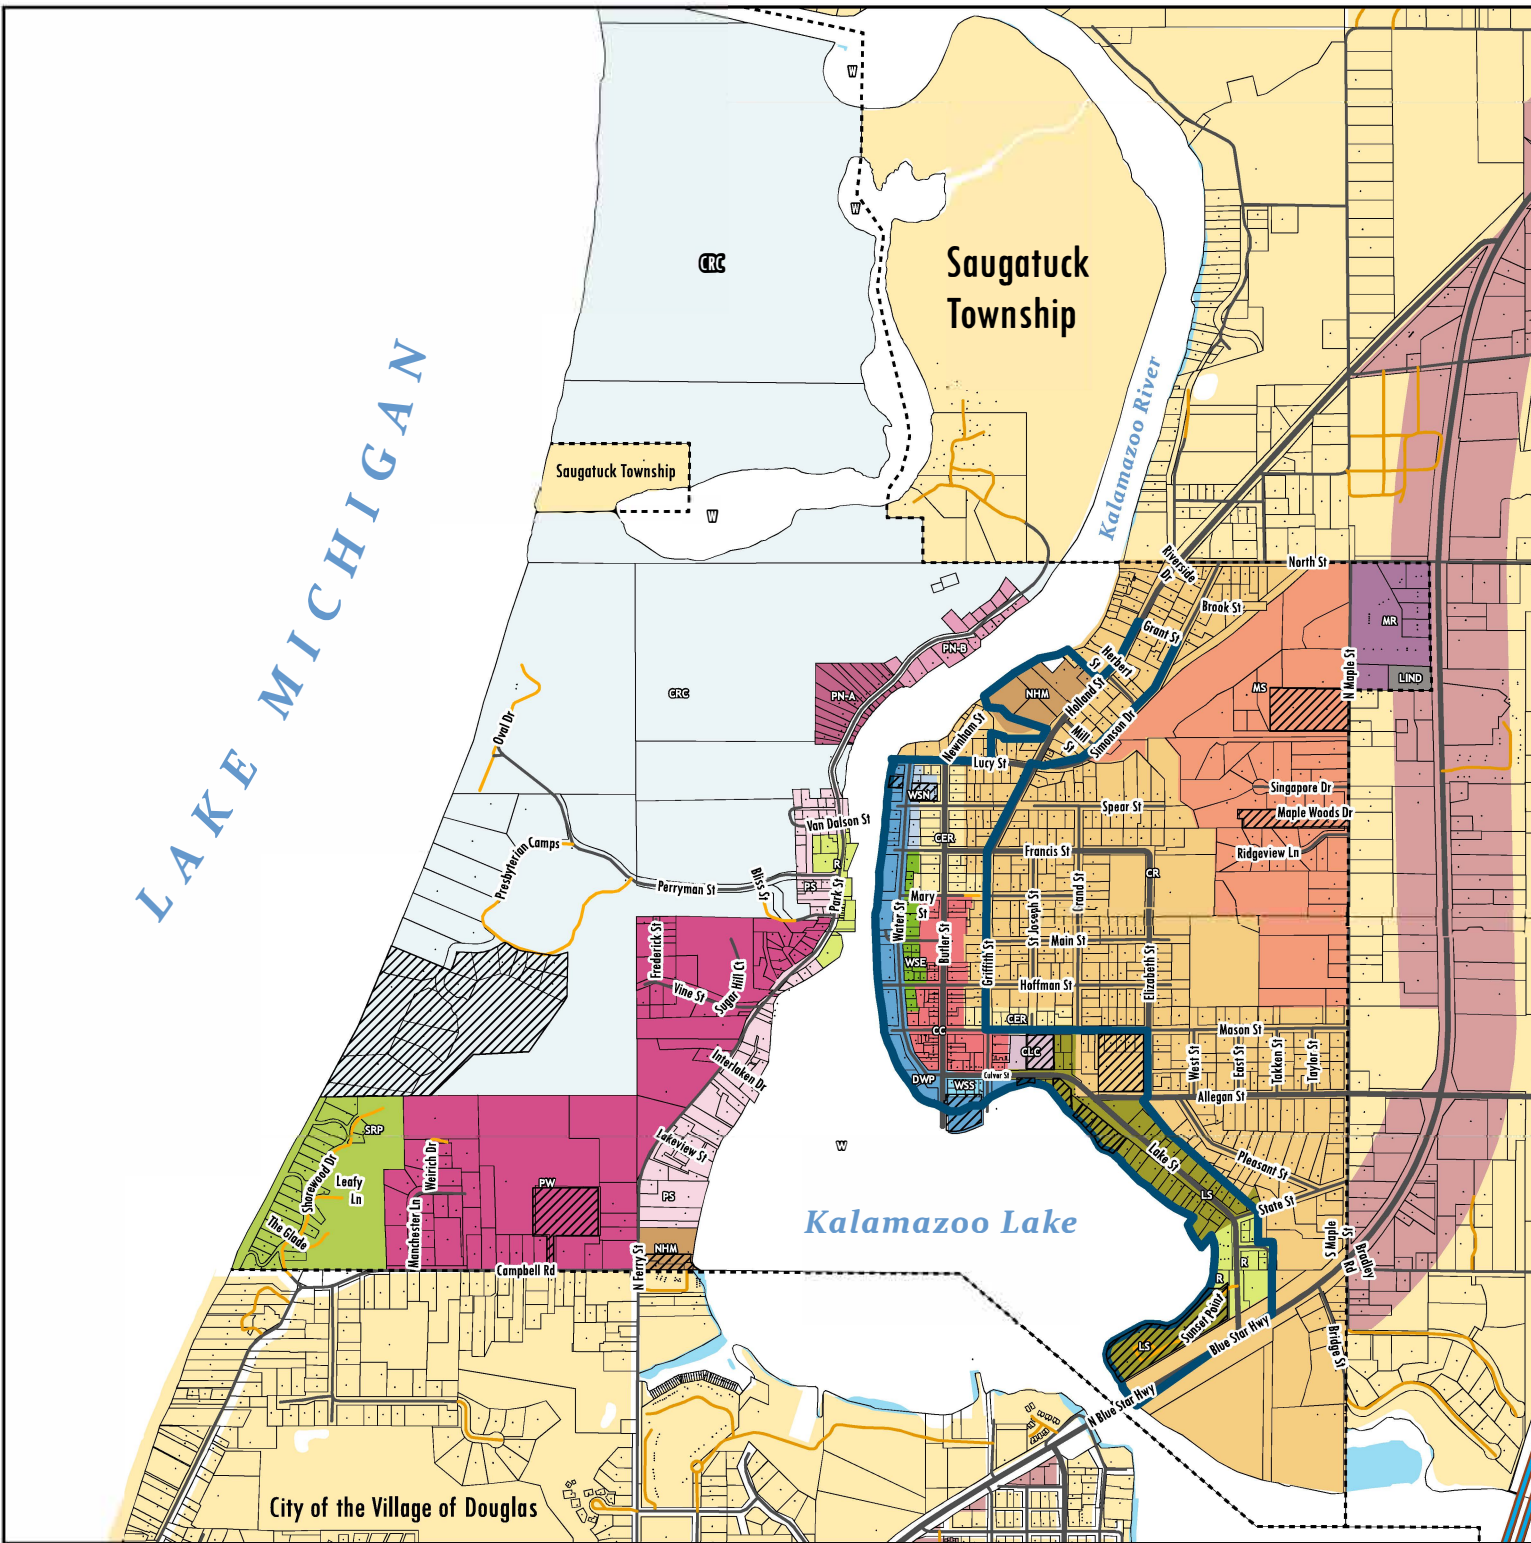 W
W
CRC
Saugatuck
Township
LAKE MICHIGAN
Kalamazoo River
Saugatuck Township
W
Riverside
Dr
North St
Brook St
Grant St
MR
N Maple St
LIND
PN-B
Herbert
St
CRC
PN-A
NHM
Holland St
MS
Oval Dr
Newnham St
Mill
St
Simonson Dr
Lucy St
WSN
Singapore Dr
Spear St
Maple Woods Dr
Van Dalson St
CER
Presbyterian Camps
Francis St
Ridgeview Ln
R
Bliss St
CR
Perryman St
PS
Park St
Mary
St
Grand St
Water St
St Joseph St
Frederick St
Butler St
Main St
Griffith St
WSE
Elizabeth St
Sugar Hill Ct
Vine St
Hoffman St
CER
CC
Mason St
Interlaken Dr
CLC
West St
East St
Takken St
Taylor St
DWP
WSS
Culver St
Allegan St
SRP
Lakeview St
W
Lake St
Pleasant St
Shorewood Dr
Leafy
Ln
Weirich Dr
PW
PS
LS
State St
The Glade
Manchester Ln
Kalamazoo Lake
S Maple
St
Bradley
Rd
N Ferry St
NHM
Campbell Rd
R
R
Sunset Point
Blue Star Hwy
LS
Bridge St
N Blue Star Hwy
City of the Village of Douglas